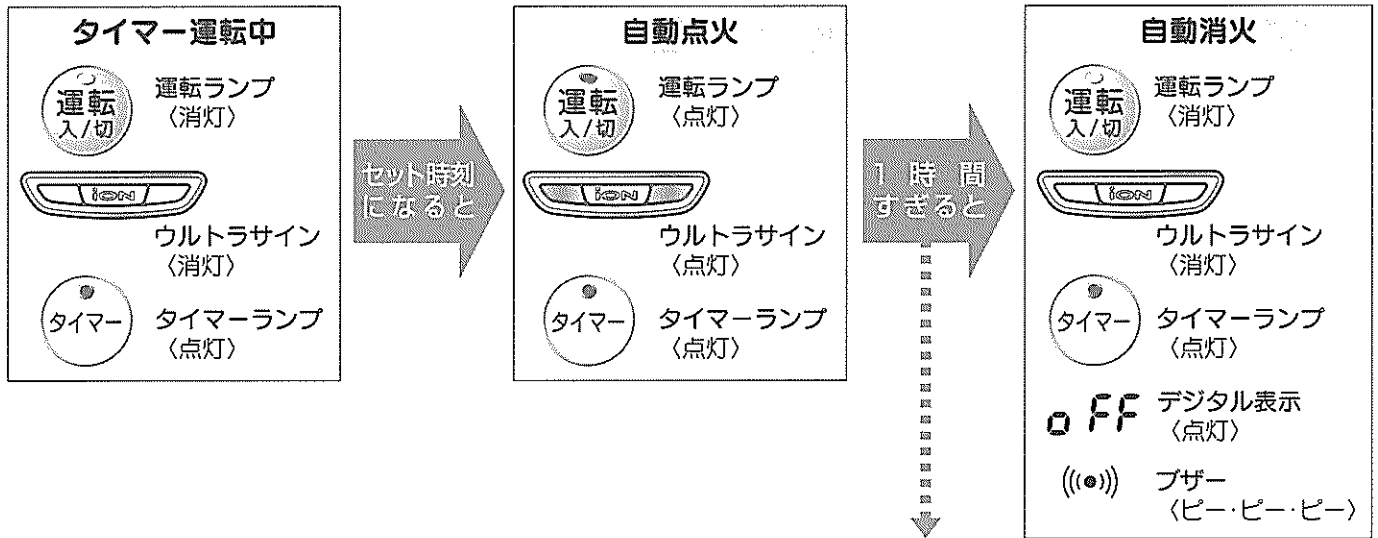 タイマー運転中
運転
入/切
運転ランプ
〈消灯〉
iON
ウルトラサイン
〈消灯〉
タイマー
タイマーランプ
〈点灯〉
セット時刻
になると
自動点火
運転
入/切
運転ランプ
〈点灯〉
iON
ウルトラサイン
〈点灯〉
タイマー
タイマーランプ
〈点灯〉
1時間
すぎると
自動消火
運転
入/切
運転ランプ
〈消灯〉
iON
ウルトラサイン
〈消灯〉
タイマー
タイマーランプ
〈点灯〉
oFF
デジタル表示
〈点灯〉
ブザー
〈ピー・ピー・ピー〉